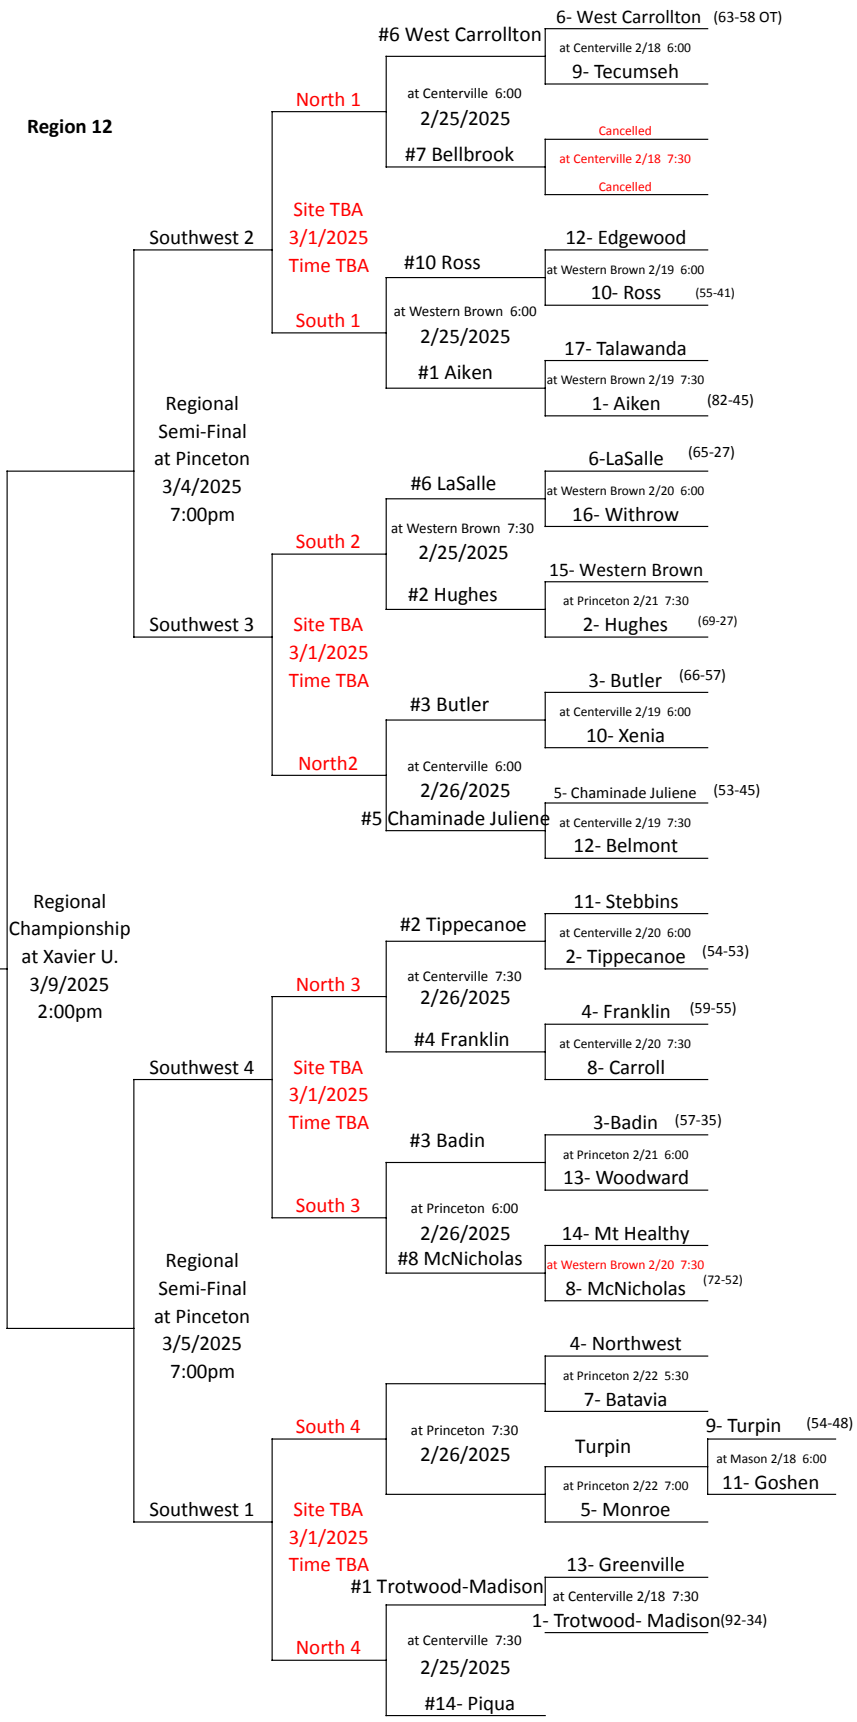 6- West Carrollton (63-58 OT)
#6 West Carrollton
at Centerville 2/18 6:00
9- Tecumseh
North 1
at Centerville 6:00
2/25/2025
Region 12
Cancelled
#7 Bellbrook
at Centerville 2/18 7:30
Cancelled
Site TBA
3/1/2025
Time TBA
Southwest 2
12- Edgewood
#10 Ross
at Western Brown 2/19 6:00
10- Ross (55-41)
South 1
at Western Brown 6:00
2/25/2025
17- Talawanda
#1 Aiken
at Western Brown 2/19 7:30
1- Aiken (82-45)
Regional
Semi-Final
at Pinceton
3/4/2025
7:00pm
6-LaSalle (65-27)
#6 LaSalle
at Western Brown 2/20 6:00
16- Withrow
South 2
at Western Brown 7:30
2/25/2025
15- Western Brown
#2 Hughes
at Princeton 2/21 7:30
2- Hughes (69-27)
Southwest 3
Site TBA
3/1/2025
Time TBA
3- Butler (66-57)
#3 Butler
at Centerville 2/19 6:00
10- Xenia
North2
at Centerville 6:00
2/26/2025
5- Chaminade Juliene (53-45)
#5 Chaminade Juliene
at Centerville 2/19 7:30
12- Belmont
Regional
Championship
at Xavier U.
3/9/2025
2:00pm
11- Stebbins
#2 Tippecanoe
at Centerville 2/20 6:00
2- Tippecanoe (54-53)
North 3
at Centerville 7:30
2/26/2025
4- Franklin (59-55)
#4 Franklin
at Centerville 2/20 7:30
8- Carroll
Southwest 4
Site TBA
3/1/2025
Time TBA
3-Badin (57-35)
#3 Badin
at Princeton 2/21 6:00
13- Woodward
South 3
at Princeton 6:00
2/26/2025
14- Mt Healthy
#8 McNicholas
at Western Brown 2/20 7:30
8- McNicholas (72-52)
Regional
Semi-Final
at Pinceton
3/5/2025
7:00pm
4- Northwest
at Princeton 2/22 5:30
7- Batavia
South 4
at Princeton 7:30
2/26/2025
9- Turpin (54-48)
Turpin
at Mason 2/18 6:00
11- Goshen
at Princeton 2/22 7:00
5- Monroe
Southwest 1
Site TBA
3/1/2025
Time TBA
13- Greenville
#1 Trotwood-Madison
at Centerville 2/18 7:30
1- Trotwood- Madison (92-34)
North 4
at Centerville 7:30
2/25/2025
#14- Piqua